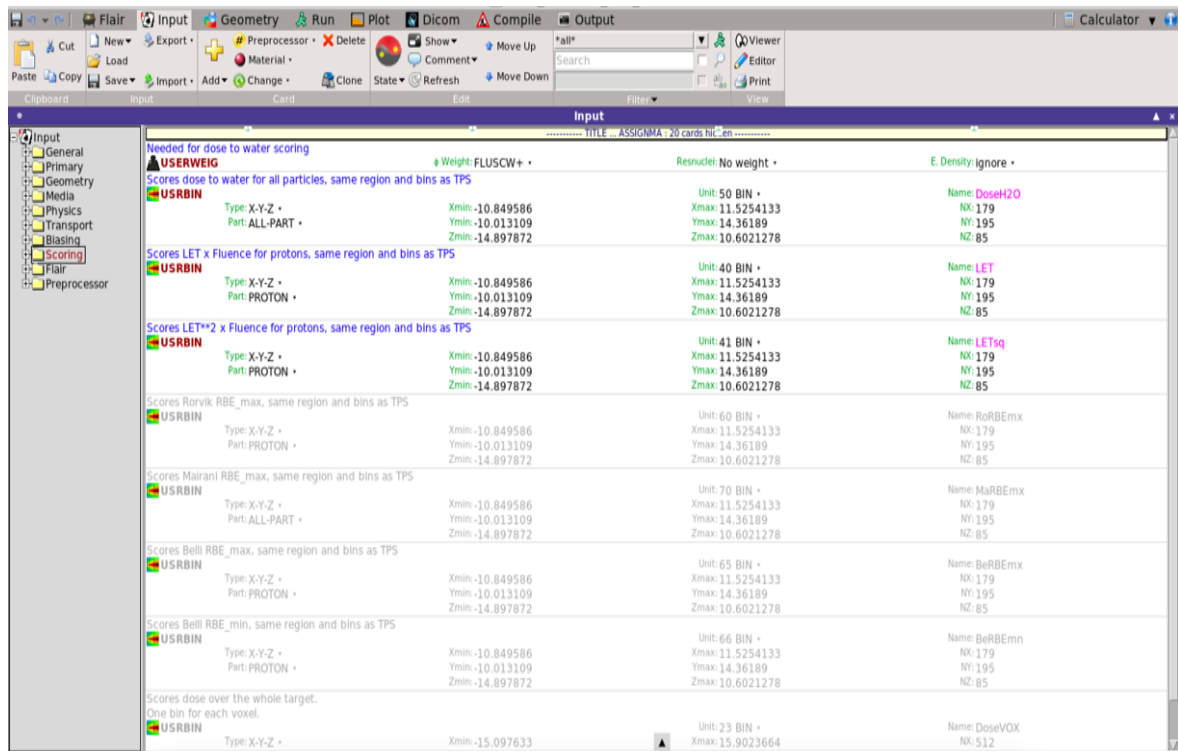 Flair Input Geometry Run Plot Dicom Compile Output Calculator
Cut New Export # Preprocessor Delete Show Move Up *all* Viewer
Load Material Comment Search Editor
Paste Copy Save Import Add Change Clone State Refresh Move Down Print
Clipboard Input Card Edit Filter View
Input
Input
General
Primary
Geometry
Media
Physics
Transport
Biasing
Scoring
Flair
Preprocessor
----------- TITLE ... ASSIGNMA : 20 cards hidden -----------
Needed for dose to water scoring
USERWEIG Weight: FLUSCW+ Resnuclei: No weight E. Density: ignore
Scores dose to water for all particles, same region and bins as TPS
USRBIN Unit: 50 BIN Name: DoseH2O
Type: X-Y-Z Xmin: -10.849586 Xmax: 11.5254133 NX: 179
Part: ALL-PART Ymin: -10.013109 Ymax: 14.36189 NY: 195
Zmin: -14.897872 Zmax: 10.6021278 NZ: 85
Scores LET x Fluence for protons, same region and bins as TPS
USRBIN Unit: 40 BIN Name: LET
Type: X-Y-Z Xmin: -10.849586 Xmax: 11.5254133 NX: 179
Part: PROTON Ymin: -10.013109 Ymax: 14.36189 NY: 195
Zmin: -14.897872 Zmax: 10.6021278 NZ: 85
Scores LET**2 x Fluence for protons, same region and bins as TPS
USRBIN Unit: 41 BIN Name: LETsq
Type: X-Y-Z Xmin: -10.849586 Xmax: 11.5254133 NX: 179
Part: PROTON Ymin: -10.013109 Ymax: 14.36189 NY: 195
Zmin: -14.897872 Zmax: 10.6021278 NZ: 85
Scores Rorvik RBE_max, same region and bins as TPS
USRBIN Unit: 60 BIN Name: RoRBEmx
Type: X-Y-Z Xmin: -10.849586 Xmax: 11.5254133 NX: 179
Part: PROTON Ymin: -10.013109 Ymax: 14.36189 NY: 195
Zmin: -14.897872 Zmax: 10.6021278 NZ: 85
Scores Mairani RBE_max, same region and bins as TPS
USRBIN Unit: 70 BIN Name: MaRBEmx
Type: X-Y-Z Xmin: -10.849586 Xmax: 11.5254133 NX: 179
Part: ALL-PART Ymin: -10.013109 Ymax: 14.36189 NY: 195
Zmin: -14.897872 Zmax: 10.6021278 NZ: 85
Scores Belli RBE_max, same region and bins as TPS
USRBIN Unit: 65 BIN Name: BeRBEmx
Type: X-Y-Z Xmin: -10.849586 Xmax: 11.5254133 NX: 179
Part: PROTON Ymin: -10.013109 Ymax: 14.36189 NY: 195
Zmin: -14.897872 Zmax: 10.6021278 NZ: 85
Scores Belli RBE_min, same region and bins as TPS
USRBIN Unit: 66 BIN Name: BeRBEmn
Type: X-Y-Z Xmin: -10.849586 Xmax: 11.5254133 NX: 179
Part: PROTON Ymin: -10.013109 Ymax: 14.36189 NY: 195
Zmin: -14.897872 Zmax: 10.6021278 NZ: 85
Scores dose over the whole target.
One bin for each voxel.
USRBIN Unit: 23 BIN Name: DoseVOX
Type: X-Y-Z Xmin: -15.097633 Xmax: 15.9023664 NX: 512